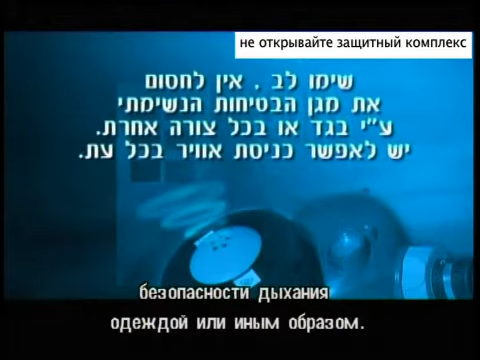 не открывайте защитный комплекс
שימו לב , אין לחסום
את מגן הבטיחות הנשימתי
ע"י בגד או בכל צורה אחרת.
יש לאפשר כניסת אוויר בכל עת.
безопасности дыхания
одеждой или иным образом.